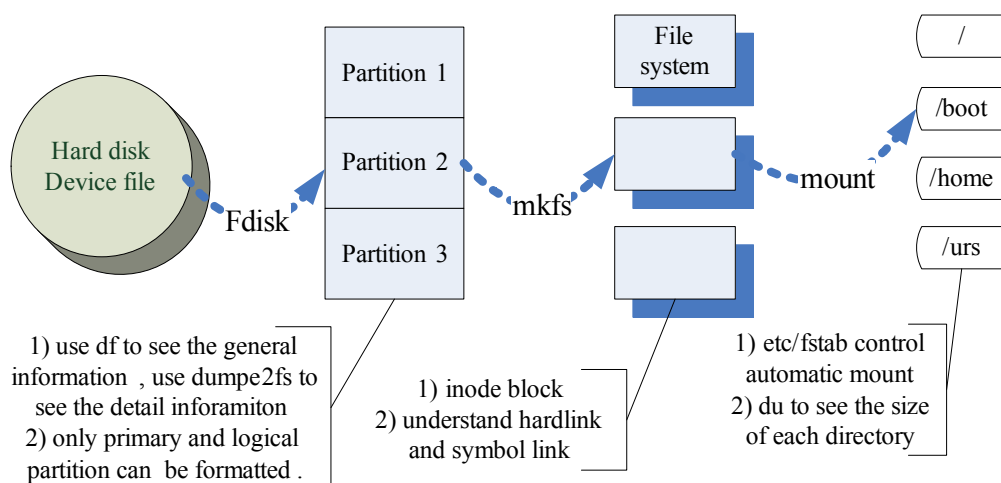 Hard disk
Device file
Fdisk
Partition 1
Partition 2
Partition 3
mkfs
File
system
mount
/
/boot
/home
/urs
1) use df to see the general
information , use dumpe2fs to
see the detail inforamiton
2) only primary and logical
partition can be formatted .
1) inode block
2) understand hardlink
and symbol link
1) etc/fstab control
automatic mount
2) du to see the size
of each directory